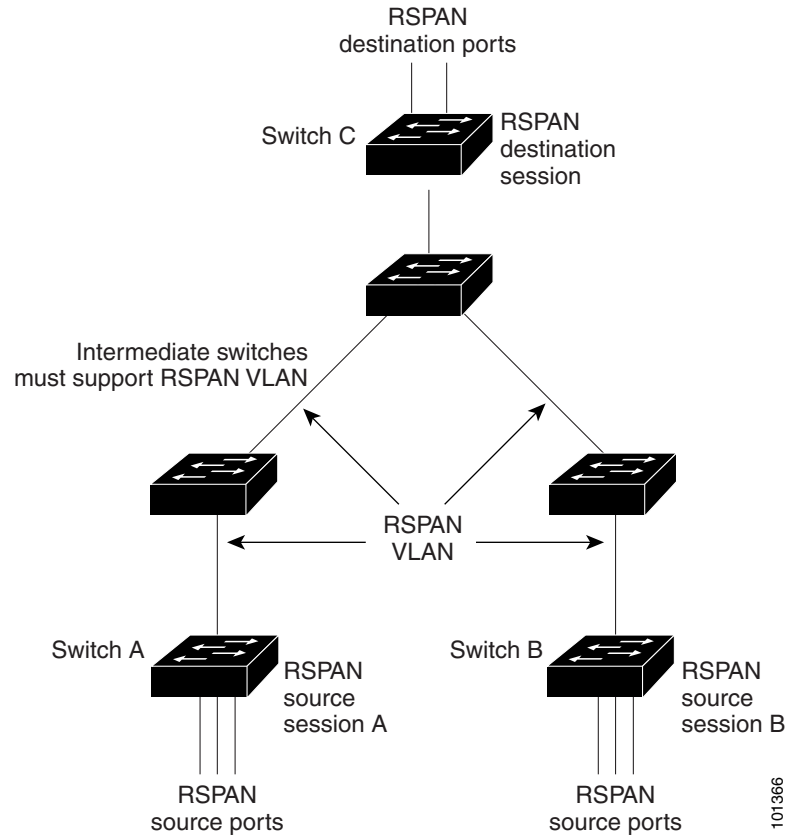 RSPAN
destination ports
Switch C
RSPAN
destination
session
Intermediate switches
must support RSPAN VLAN
RSPAN
VLAN
Switch A
RSPAN
source
session A
Switch B
RSPAN
source
session B
RSPAN
source ports
RSPAN
source ports
101366